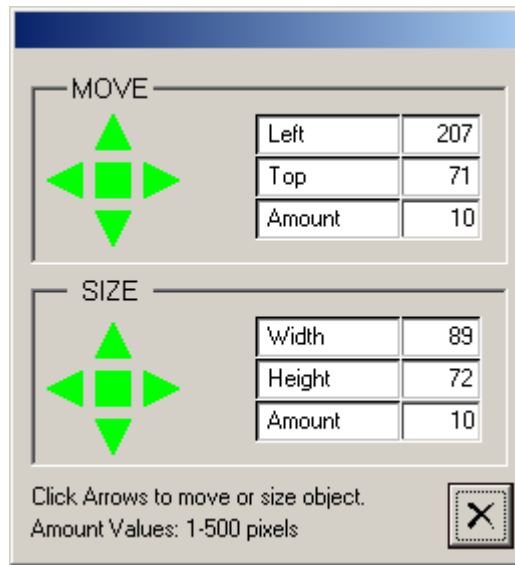 MOVE
Left 207
Top 71
Amount 10
SIZE
Width 89
Height 72
Amount 10
Click Arrows to move or size object.
Amount Values: 1-500 pixels